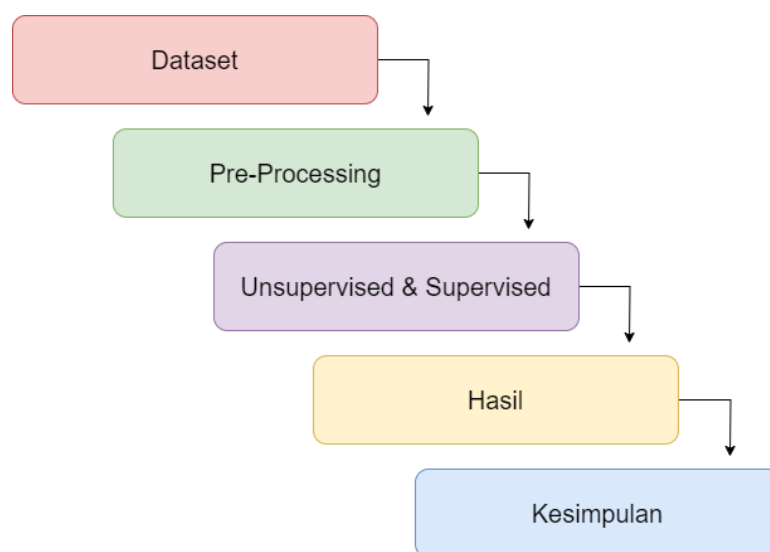 Dataset
Pre-Processing
Unsupervised & Supervised
Hasil
Kesimpulan